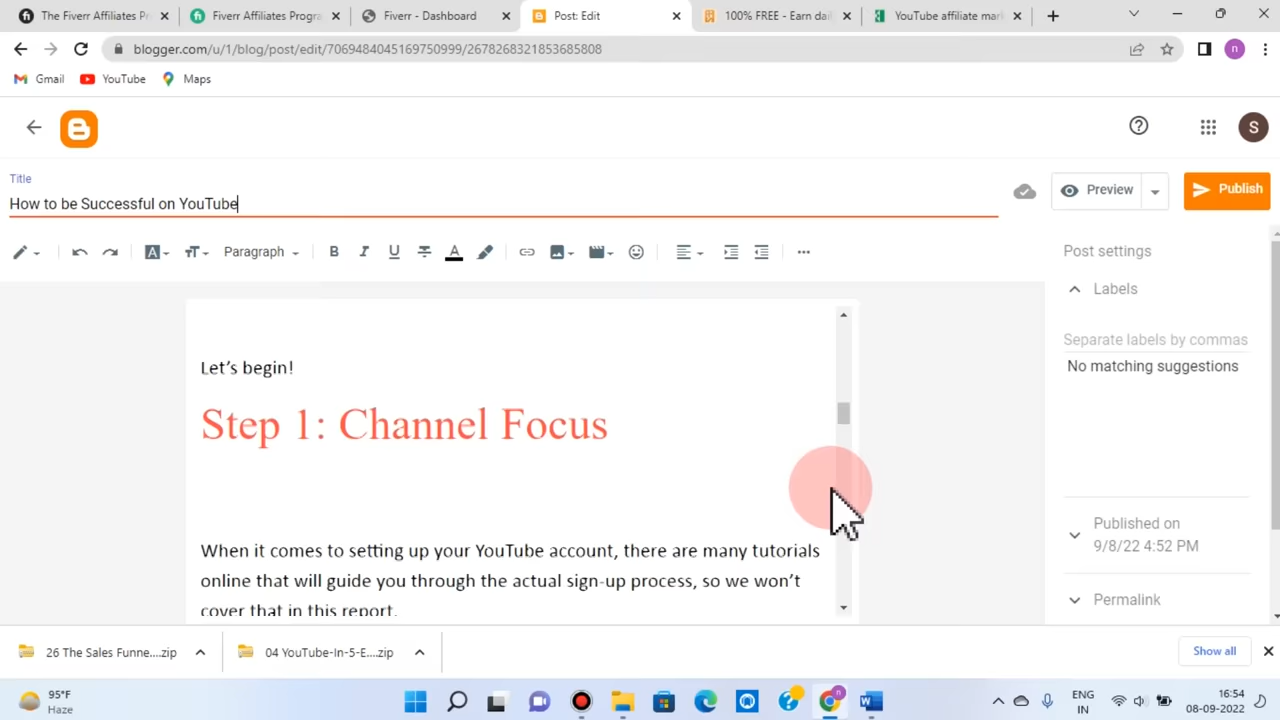 The Fiverr Affiliates P
Fiverr Affiliates Progra
Fiverr - Dashboard
Post: Edit
100% FREE - Earn dai
YouTube affiliate mar
blogger.com/u/1/blog/post/edit/7069484045169750999/2678268321853685808
n
Gmail
YouTube
Maps
S
Title
How to be Successful on YouTube
Preview
Publish
Paragraph
B
I
U
A
Post settings
Labels
Separate labels by commas
No matching suggestions
Let's begin!
Step 1: Channel Focus
When it comes to setting up your YouTube account, there are many tutorials
online that will guide you through the actual sign-up process, so we won't
cover that in this report.
Published on
9/8/22 4:52 PM
Permalink
26 The Sales Funne....zip
04 YouTube-In-5-E....zip
Show all
95°F
Haze
ENG
IN
16:54
08-09-2022